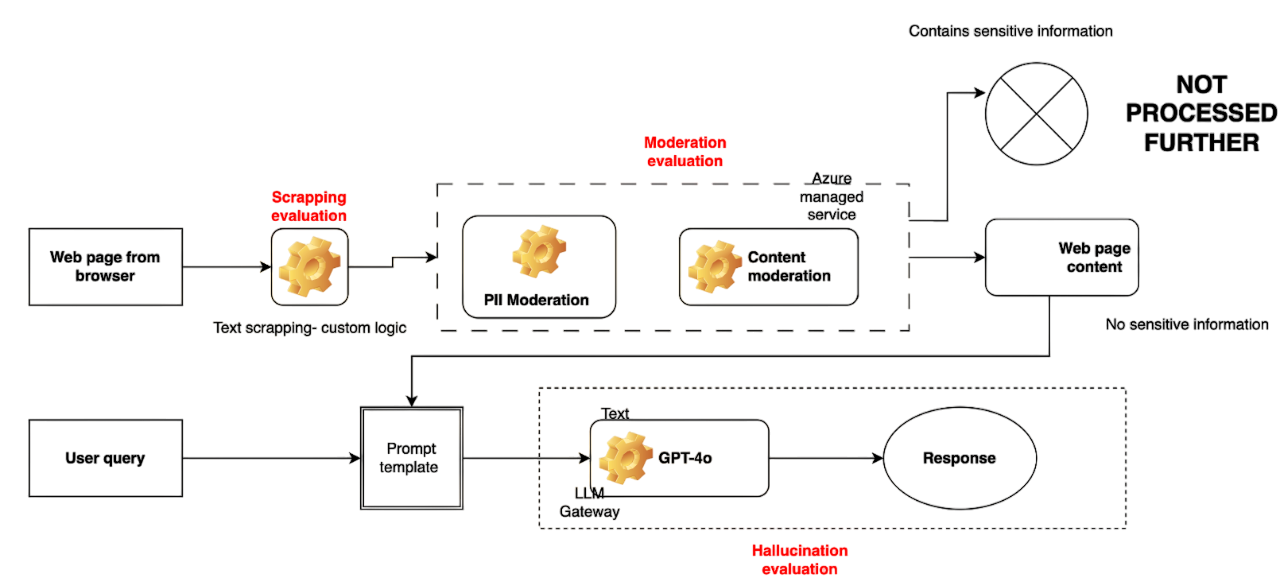 Contains sensitive information
NOT
PROCESSED
FURTHER
Moderation
evaluation
Azure
managed
service
Scrapping
evaluation
Web page from
browser
PII Moderation
Content
moderation
Web page
content
Text scrapping- custom logic
No sensitive information
User query
Prompt
template
Text
GPT-4o
LLM
Gateway
Response
Hallucination
evaluation